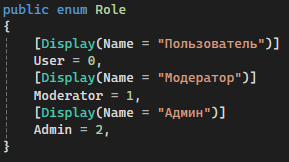 public enum Role
{
[Display(Name = "Пользователь")]
User = 0,
[Display(Name = "Модератор")]
Moderator = 1,
[Display(Name = "Админ")]
Admin = 2,
}